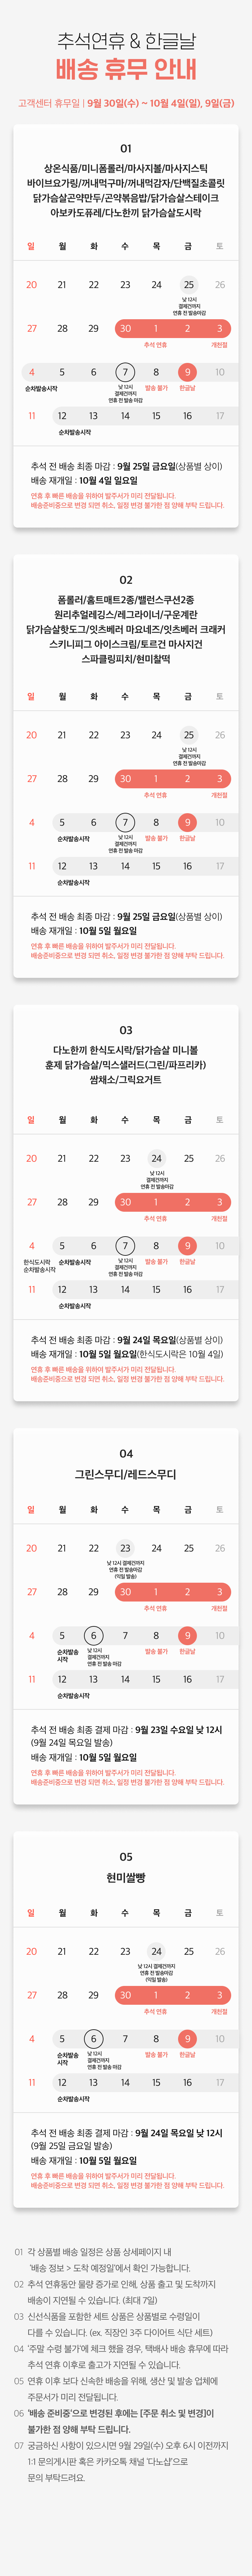 추석연휴 & 한글날
배송 휴무 안내
고객센터 휴무일 | 9월 30일(수) ~ 10월 4일(일), 9일(금)
01
상온식품/미니폼롤러/마사지볼/마사지스틱
바이브요가링/꺼내먹구마/꺼내먹감자/단백질초콜릿
닭가슴살곤약만두/곤약볶음밥/닭가슴살스테이크
아보카도퓨레/다노한끼 닭가슴살도시락
일 월 화 수 목 금 토
20 21 22 23 24 25 26
낮 12시
결제건까지
연휴 전 발송마감
27 28 29 30 1 2 3
추석 연휴 개천절
4 5 6 7 8 9 10
순차발송시작 낮 12시 발송 불가 한글날
결제건까지
연휴 전 발송 마감
11 12 13 14 15 16 17
순차발송시작
추석 전 배송 최종 마감 : 9월 25일 금요일(상품별 상이)
배송 재개일 : 10월 4일 일요일
연휴 후 빠른 배송을 위하여 발주서가 미리 전달됩니다.
배송준비중으로 변경 되면 취소, 일정 변경 불가한 점 양해 부탁 드립니다.
02
폼롤러/홈트매트2종/밸런스쿠션2종
원리추얼레깅스/레그라이너/구운계란
닭가슴살핫도그/잇츠베러 마요네즈/잇츠베러 크래커
스키니피그 아이스크림/토르건 마사지건
스파클링피치/현미찰떡
일 월 화 수 목 금 토
20 21 22 23 24 25 26
낮 12시
결제건까지
연휴 전 발송마감
27 28 29 30 1 2 3
추석 연휴 개천절
4 5 6 7 8 9 10
순차발송시작 낮 12시 발송 불가 한글날
결제건까지
연휴 전 발송 마감
11 12 13 14 15 16 17
순차발송시작
추석 전 배송 최종 마감 : 9월 25일 금요일(상품별 상이)
배송 재개일 : 10월 5일 월요일
연휴 후 빠른 배송을 위하여 발주서가 미리 전달됩니다.
배송준비중으로 변경 되면 취소, 일정 변경 불가한 점 양해 부탁 드립니다.
03
다노한끼 한식도시락/닭가슴살 미니볼
훈제 닭가슴살/믹스샐러드(그린/파프리카)
쌈채소/그릭요거트
일 월 화 수 목 금 토
20 21 22 23 24 25 26
낮 12시
결제건까지
연휴 전 발송마감
27 28 29 30 1 2 3
추석 연휴 개천절
4 5 6 7 8 9 10
한식도시락 순차발송시작 낮 12시 발송 불가 한글날
순차발송시작 결제건까지
연휴 전 발송 마감
11 12 13 14 15 16 17
순차발송시작
추석 전 배송 최종 마감 : 9월 24일 목요일(상품별 상이)
배송 재개일 : 10월 5일 월요일(한식도시락은 10월 4일)
연휴 후 빠른 배송을 위하여 발주서가 미리 전달됩니다.
배송준비중으로 변경 되면 취소, 일정 변경 불가한 점 양해 부탁 드립니다.
04
그린스무디/레드스무디
일 월 화 수 목 금 토
20 21 22 23 24 25 26
낮 12시 결제건까지
연휴 전 발송마감
(익일 발송)
27 28 29 30 1 2 3
추석 연휴 개천절
4 5 6 7 8 9 10
순차발송 낮 12시 발송 불가 한글날
시작 결제건까지
연휴 전 발송 마감
11 12 13 14 15 16 17
순차발송시작
추석 전 배송 최종 결제 마감 : 9월 23일 수요일 낮 12시
(9월 24일 목요일 발송)
배송 재개일 : 10월 5일 월요일
연휴 후 빠른 배송을 위하여 발주서가 미리 전달됩니다.
배송준비중으로 변경 되면 취소, 일정 변경 불가한 점 양해 부탁 드립니다.
05
현미쌀빵
일 월 화 수 목 금 토
20 21 22 23 24 25 26
낮 12시 결제건까지
연휴 전 발송마감
(익일 발송)
27 28 29 30 1 2 3
추석 연휴 개천절
4 5 6 7 8 9 10
순차발송 낮 12시 발송 불가 한글날
시작 결제건까지
연휴 전 발송 마감
11 12 13 14 15 16 17
순차발송시작
추석 전 배송 최종 결제 마감 : 9월 24일 목요일 낮 12시
(9월 25일 금요일 발송)
배송 재개일 : 10월 5일 월요일
연휴 후 빠른 배송을 위하여 발주서가 미리 전달됩니다.
배송준비중으로 변경 되면 취소, 일정 변경 불가한 점 양해 부탁 드립니다.
01 각 상품별 배송 일정은 상품 상세페이지 내
'배송 정보 > 도착 예정일'에서 확인 가능합니다.
02 추석 연휴동안 물량 증가로 인해, 상품 출고 및 도착까지
배송이 지연될 수 있습니다. (최대 7일)
03 신선식품을 포함한 세트 상품은 상품별로 수령일이
다를 수 있습니다. (ex. 직장인 3주 다이어트 식단 세트)
04 '주말 수령 불가'에 체크 했을 경우, 택배사 배송 휴무에 따라
추석 연휴 이후로 출고가 지연될 수 있습니다.
05 연휴 이후 보다 신속한 배송을 위해, 생산 및 발송 업체에
주문서가 미리 전달됩니다.
06 '배송 준비중'으로 변경된 후에는 [주문 취소 및 변경]이
불가한 점 양해 부탁 드립니다.
07 궁금하신 사항이 있으시면 9월 29일(수) 오후 6시 이전까지
1:1 문의게시판 혹은 카카오톡 채널 '다노샵'으로
문의 부탁드려요.